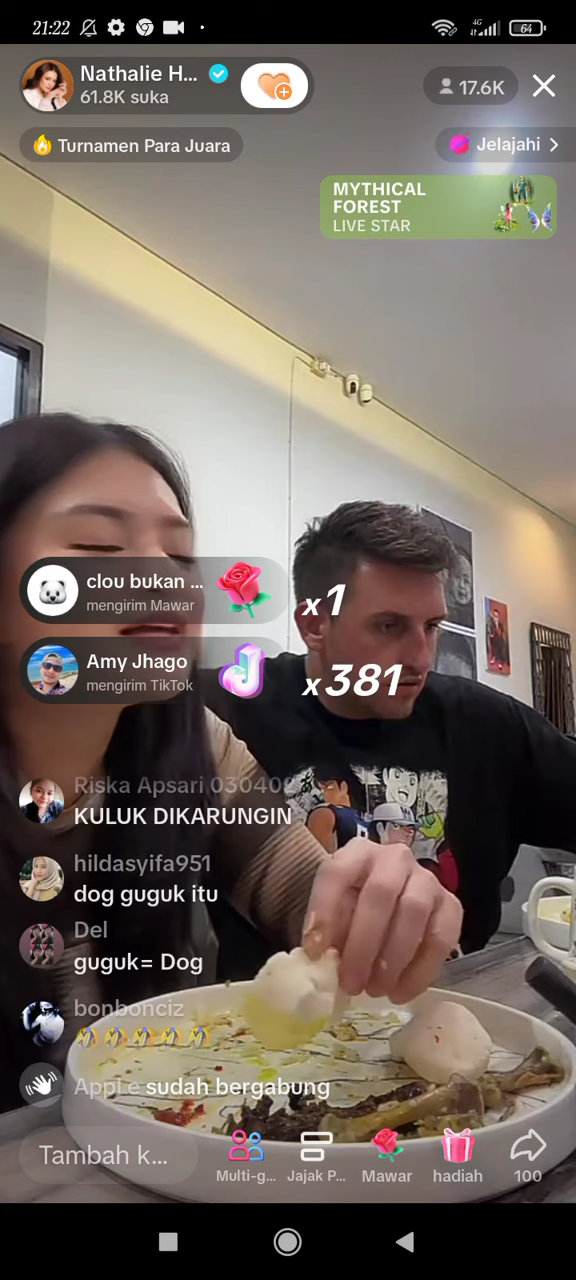 21:22
4G
64
Nathalie H...
61.8K suka
17.6K
Turnamen Para Juara
Jelajahi
MYTHICAL
FOREST
LIVE STAR
clou bukan ...
mengirim Mawar
x1
Amy Jhago
mengirim TikTok
x381
Riska Apsari 030402
KULUK DIKARUNGIN
hildasyifa951
dog guguk itu
Del
guguk= Dog
bonbonciz
🤣🤣🤣🤣🤣
AppLe sudah bergabung
Tambah k...
Multi-g...
Jajak P...
Mawar
hadiah
100